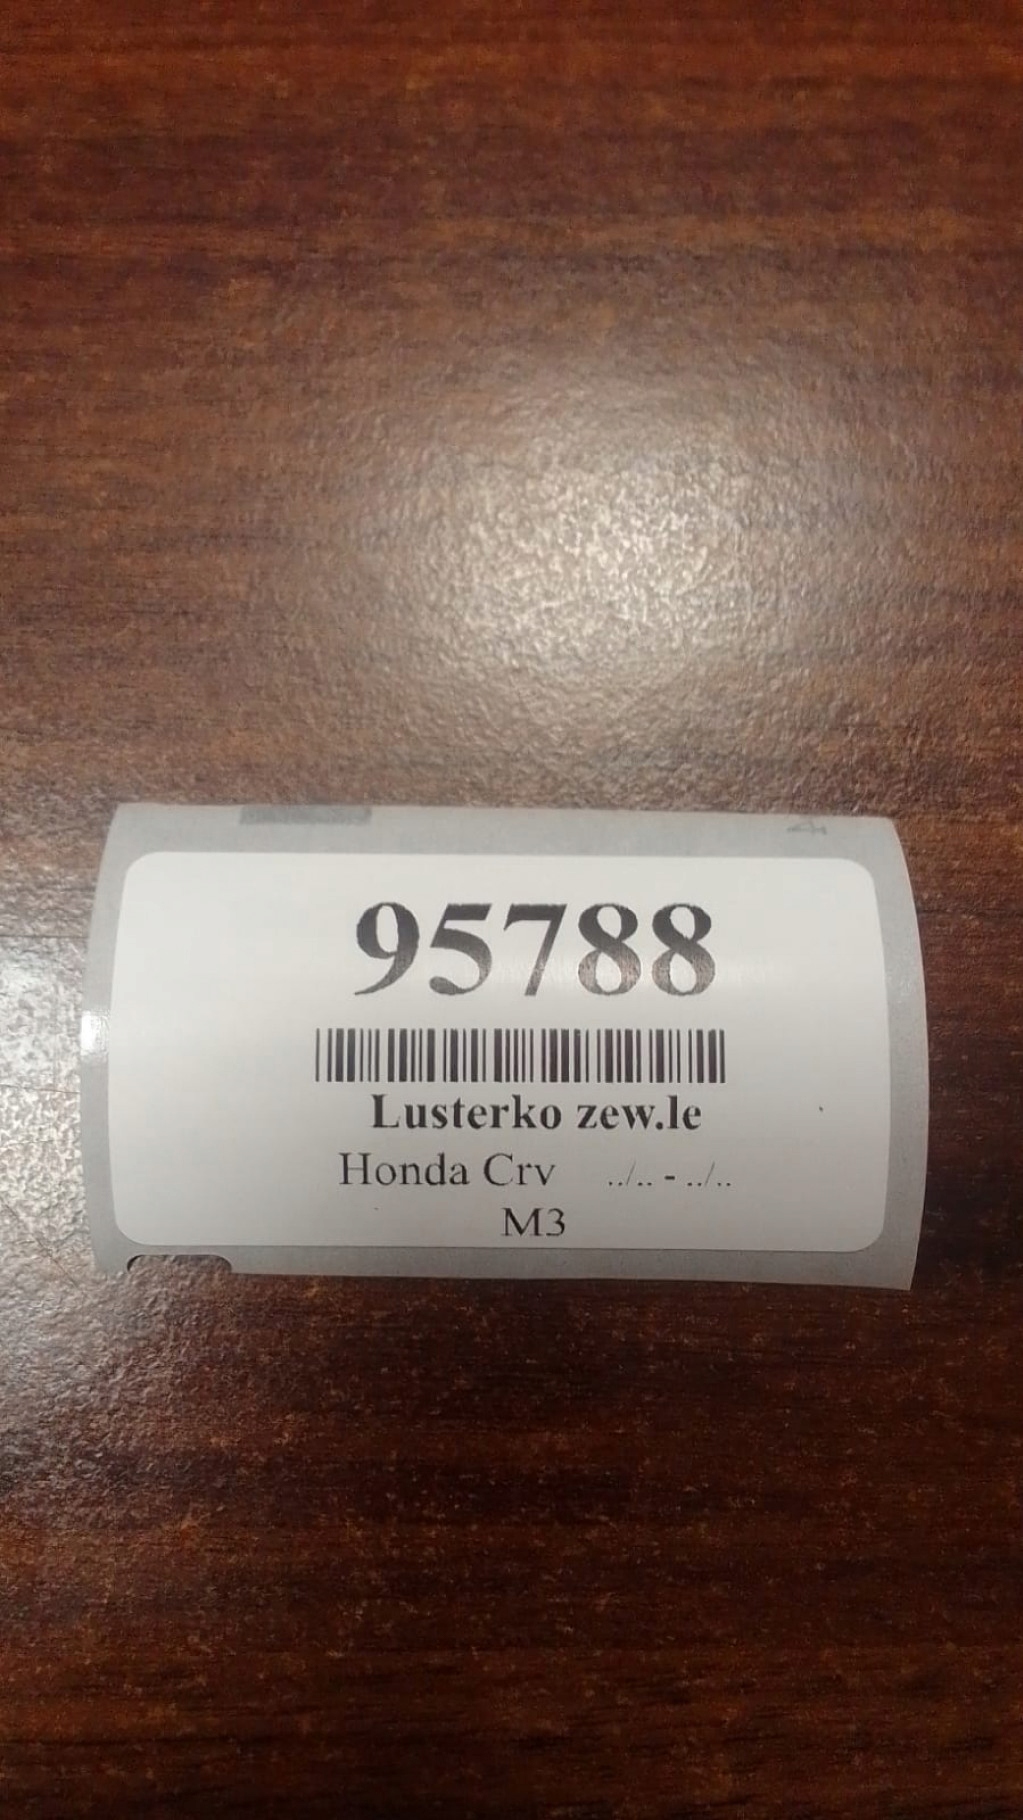 95788
Lusterko zew.le
Honda Crv ../.. - ../..
M3